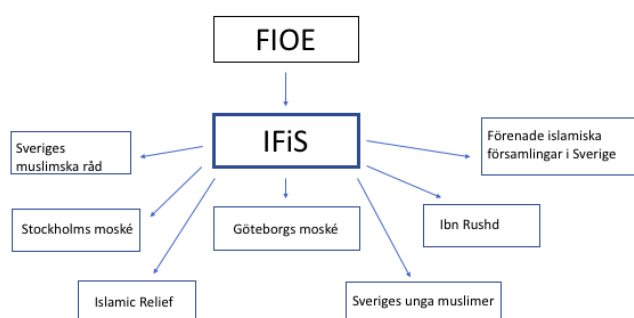 FIOE
IFiS
Sveriges
muslimska råd
Förenade islamiska
församlingar i Sverige
Stockholms moské
Göteborgs moské
Ibn Rushd
Islamic Relief
Sveriges unga muslimer